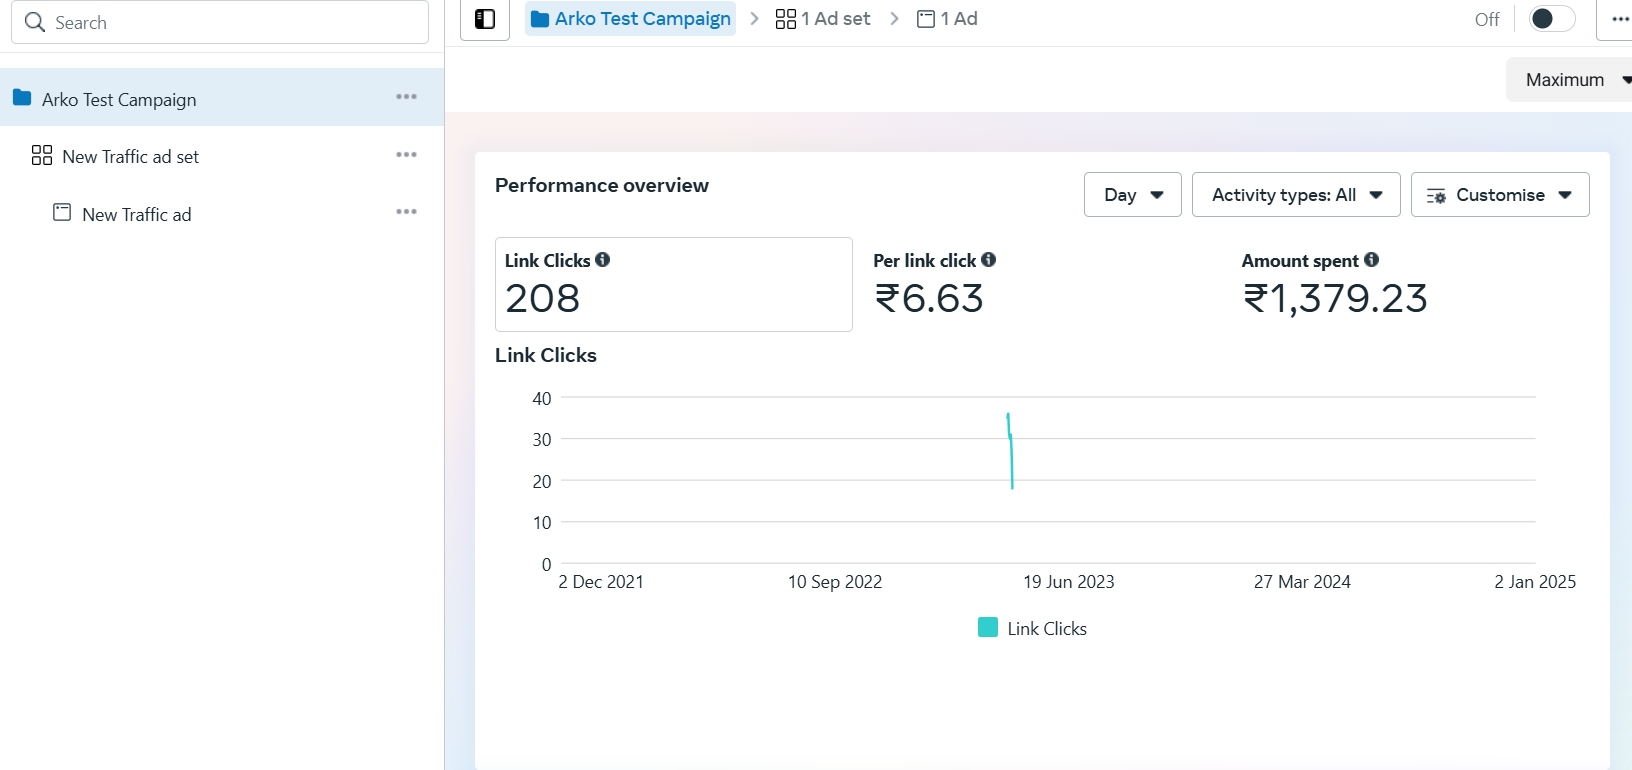 Search
Arko Test Campaign
New Traffic ad set
New Traffic ad
Arko Test Campaign > 1 Ad set > 1 Ad
Off
Maximum
Performance overview
Day
Activity types: All
Customise
Link Clicks
208
Per link click
₹6.63
Amount spent
₹1,379.23
Link Clicks
40
30
20
10
0
2 Dec 2021
10 Sep 2022
19 Jun 2023
27 Mar 2024
2 Jan 2025
Link Clicks